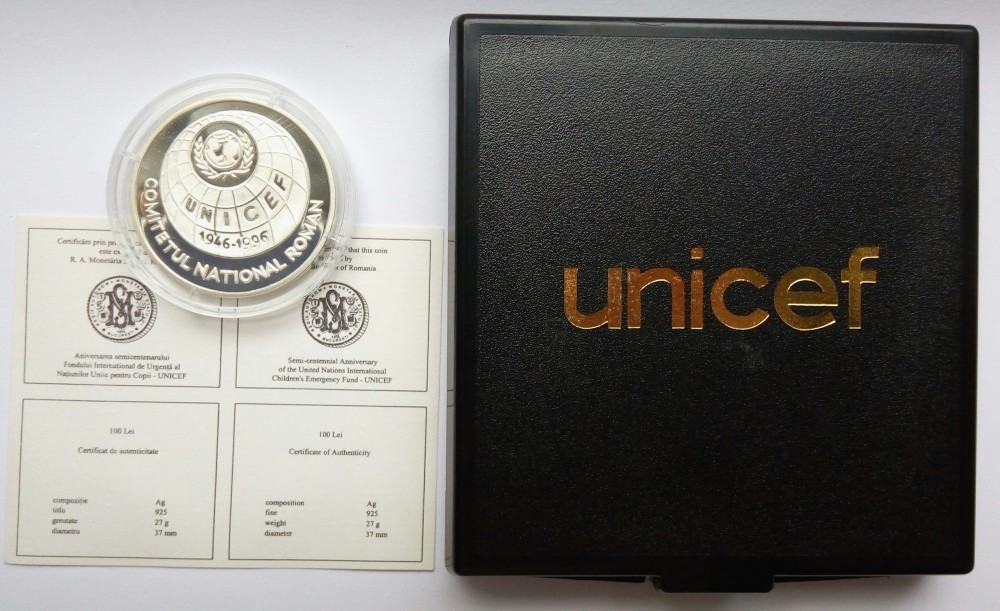 UNICEF
1946-1996
COMITETUL NATIONAL ROMAN
unicef
Certificăm prin
este
R. A. Monetăria
Aniversarea semicentenarului
Fondului International de Urgență al
Națiunilor Unite pentru Copii - UNICEF
that this coin
by
of Romania
Semi-centennial Anniversary
of the United Nations International
Children's Emergency Fund - UNICEF
100 Lei
Certificat de autenticitate
compoziție Ag
titlu 925
greutate 27 g
diametru 37 mm
100 Lei
Certificate of Authenticity
composition Ag
fine 925
weight 27 g
diameter 37 mm